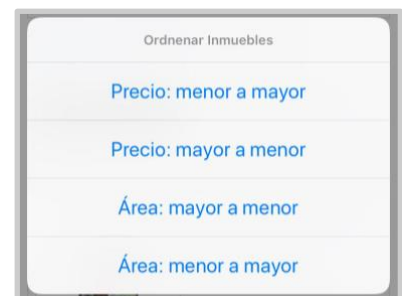 Ordnenar Inmuebles
Precio: menor a mayor
Precio: mayor a menor
Área: mayor a menor
Área: menor a mayor